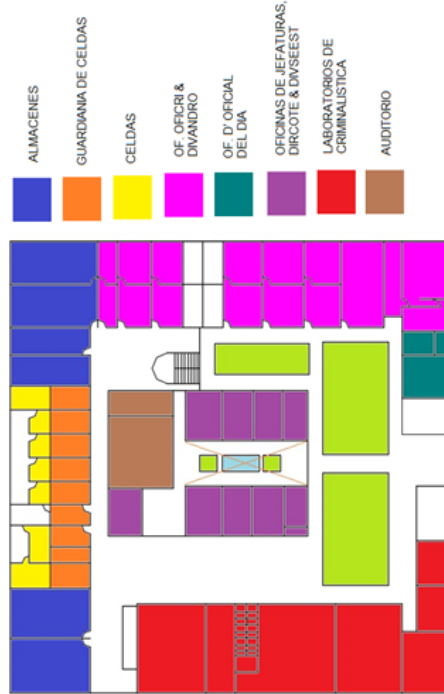 ALMACENES
GUARDIANIA DE CELDAS
CELDAS
OF. OFICRI &
DIVANDRO
OF. D' OFICIAL
DEL DIA
OFICINAS DE JEFATURAS,
DIRCOTE & DIVSEEST
LABORATORIOS DE
CRIMINALISTICA
AUDITORIO